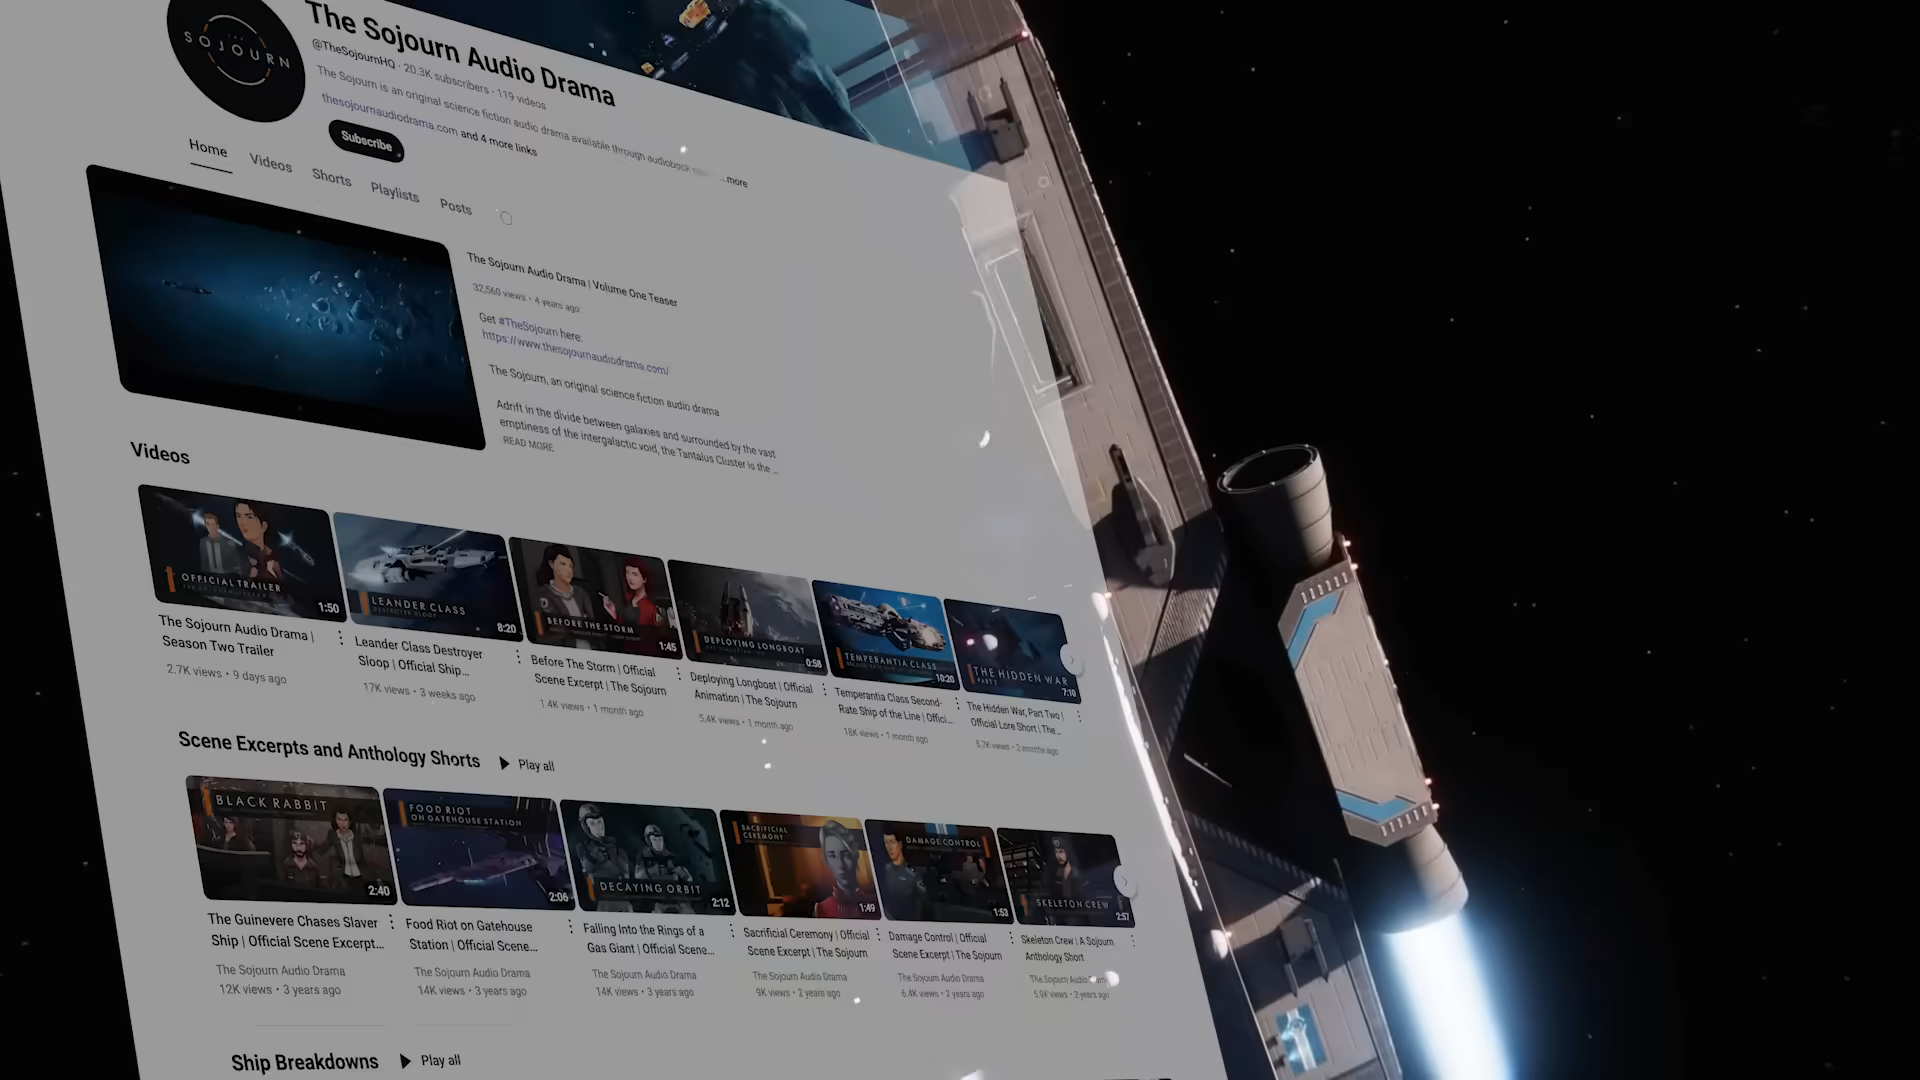 THE
SOJOURN
The Sojourn Audio Drama
@TheSojournHQ · 20.3K subscribers · 119 videos
The Sojourn is an original science fiction audio drama available through audiobook ...more
thesojournaudiodrama.com and 4 more links
Subscribe
Home Videos Shorts Playlists Posts
The Sojourn Audio Drama | Volume One Teaser
32,560 views • 4 years ago
Get #TheSojourn here:
https://www.thesojournaudiodrama.com/
The Sojourn, an original science fiction audio drama
Adrift in the divide between galaxies and surrounded by the vast
emptiness of the intergalactic void, the Tantalus Cluster is the ...
READ MORE
Videos
OFFICIAL TRAILER
1:50
The Sojourn Audio Drama |
Season Two Trailer
2.7K views • 9 days ago
LEANDER CLASS
DESTROYER SLOOP
8:20
Leander Class Destroyer
Sloop | Official Ship...
17K views • 3 weeks ago
BEFORE THE STORM
1:45
Before The Storm | Official
Scene Excerpt | The Sojourn
1.4K views • 1 month ago
DEPLOYING LONGBOAT
0:58
Deploying Longboat | Official
Animation | The Sojourn
5.4K views • 1 month ago
TEMPERANTIA CLASS
10:20
Temperantia Class Second-
Rate Ship of the Line | Offici...
18K views • 1 month ago
THE HIDDEN WAR
PART 2
7:10
The Hidden War, Part Two |
Official Lore Short | The...
5.7K views • 2 months ago
Scene Excerpts and Anthology Shorts Play all
BLACK RABBIT
2:40
The Guinevere Chases Slaver
Ship | Official Scene Excerpt...
The Sojourn Audio Drama
12K views • 3 years ago
FOOD RIOT
ON GATEHOUSE STATION
2:06
Food Riot on Gatehouse
Station | Official Scene...
The Sojourn Audio Drama
14K views • 3 years ago
DECAYING ORBIT
2:12
Falling Into the Rings of a
Gas Giant | Official Scene...
The Sojourn Audio Drama
14K views • 3 years ago
SACRIFICIAL
CEREMONY
1:49
Sacrificial Ceremony | Official
Scene Excerpt | The Sojourn
The Sojourn Audio Drama
9K views • 2 years ago
DAMAGE CONTROL
1:53
Damage Control | Official
Scene Excerpt | The Sojourn
The Sojourn Audio Drama
6.4K views • 2 years ago
SKELETON CREW
2:57
Skeleton Crew | A Sojourn
Anthology Short
The Sojourn Audio Drama
5.9K views • 2 years ago
Ship Breakdowns Play all